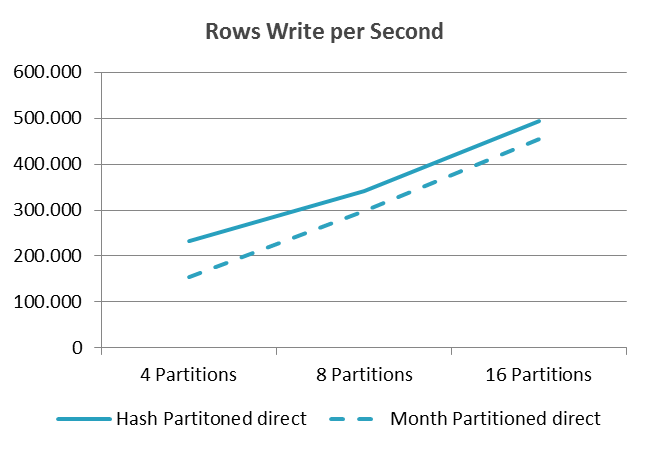 Rows Write per Second
600.000
500.000
400.000
300.000
200.000
100.000
0
4 Partitions 8 Partitions 16 Partitions
Hash Partitoned direct Month Partitioned direct